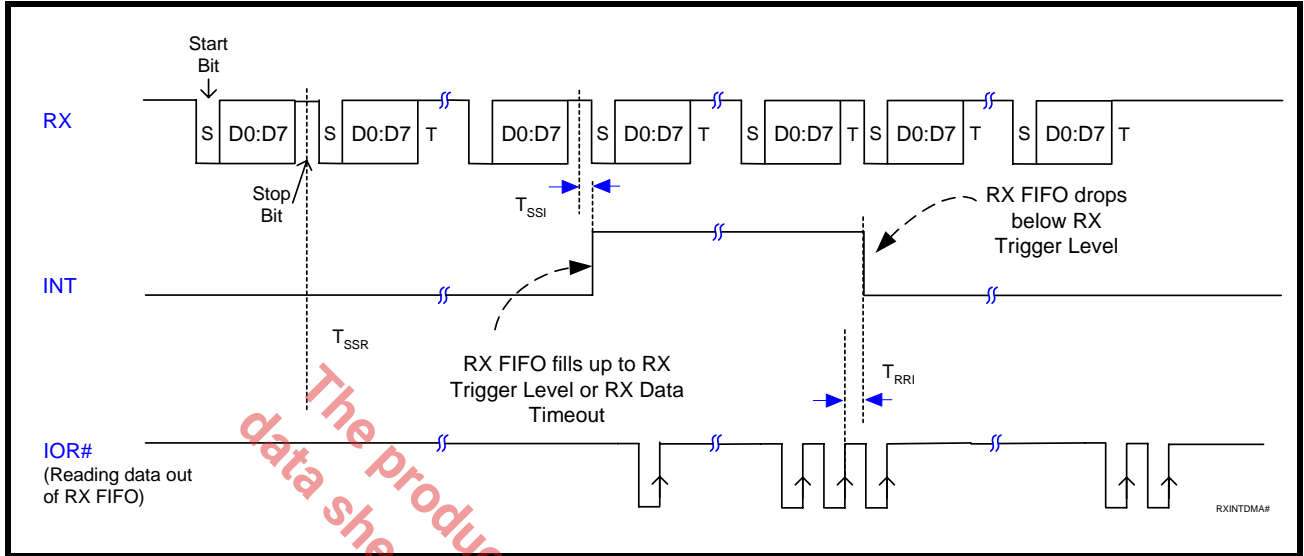 Start
Bit
RX
S D0:D7 S D0:D7 T D0:D7 S D0:D7 T S D0:D7 T S D0:D7 T S D0:D7 T
Stop
Bit
TSSI
RX FIFO drops
below RX
Trigger Level
INT
TSSR
RX FIFO fills up to RX
Trigger Level or RX Data
Timeout
TRRI
IOR#
(Reading data out
of RX FIFO)
RXINTDMA#
The produc
data she